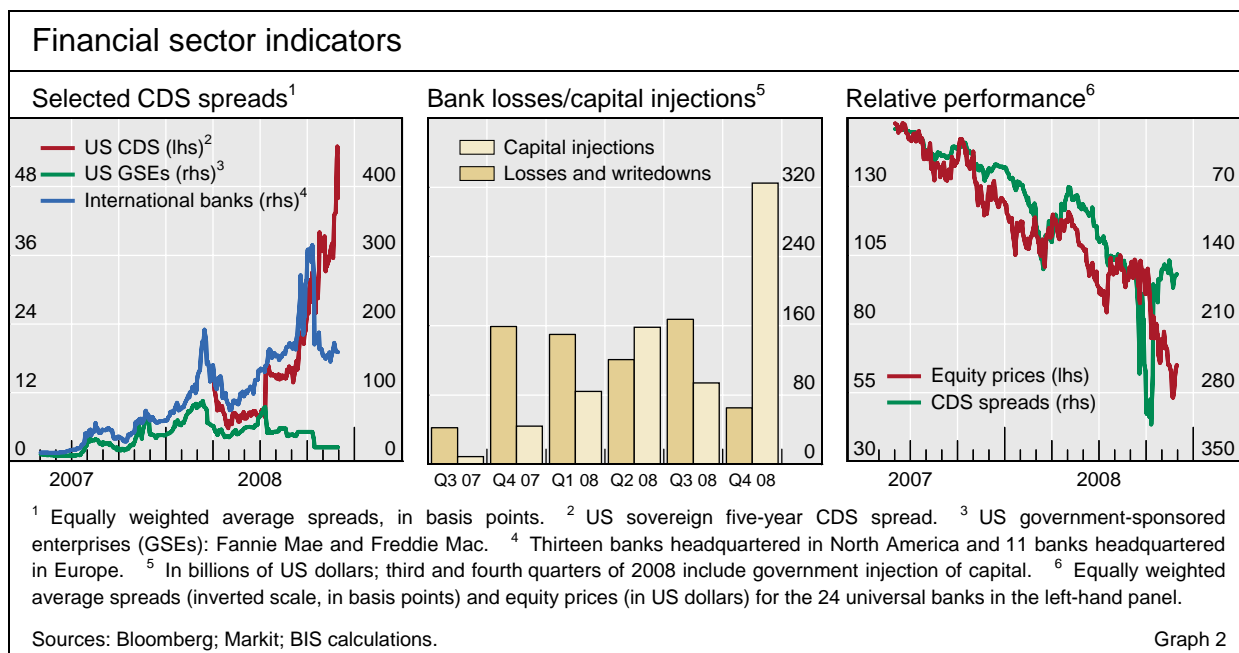 Financial sector indicators
Selected CDS spreads1
US CDS (lhs)2
US GSEs (rhs)3
International banks (rhs)4
48
36
24
12
0
400
300
200
100
0
2007
2008
Bank losses/capital injections5
Capital injections
Losses and writedowns
320
240
160
80
0
Q3 07 Q4 07 Q1 08 Q2 08 Q3 08 Q4 08
Relative performance6
130
105
80
55
30
70
140
210
280
350
Equity prices (lhs)
CDS spreads (rhs)
2007
2008
1 Equally weighted average spreads, in basis points. 2 US sovereign five-year CDS spread. 3 US government-sponsored
enterprises (GSEs): Fannie Mae and Freddie Mac. 4 Thirteen banks headquartered in North America and 11 banks headquartered
in Europe. 5 In billions of US dollars; third and fourth quarters of 2008 include government injection of capital. 6 Equally weighted
average spreads (inverted scale, in basis points) and equity prices (in US dollars) for the 24 universal banks in the left-hand panel.
Sources: Bloomberg; Markit; BIS calculations.
Graph 2